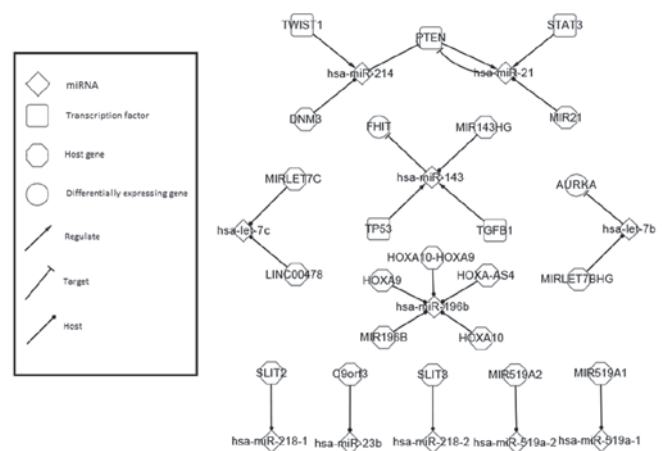 miRNA
Transcription factor
Host gene
Differentially expressing gene
Regulate
Target
Host
TWIST1
PTEN
STAT3
hsa-miR-214
hsa-miR-21
DNM3
MIR21
FHIT
MIR143HG
hsa-miR-143
TP53
TGFB1
MIRLET7C
hsa-let-7c
LINC00478
AURKA
hsa-let-7b
MIRLET7BHG
HOXA10-HOXA9
HOXA9
HOXA-AS4
hsa-miR-196b
MIR196B
HOXA10
SLIT2
C9orf3
SLIT3
MIR519A2
MIR519A1
hsa-miR-218-1
hsa-miR-23b
hsa-miR-218-2
hsa-miR-519a-2
hsa-miR-519a-1